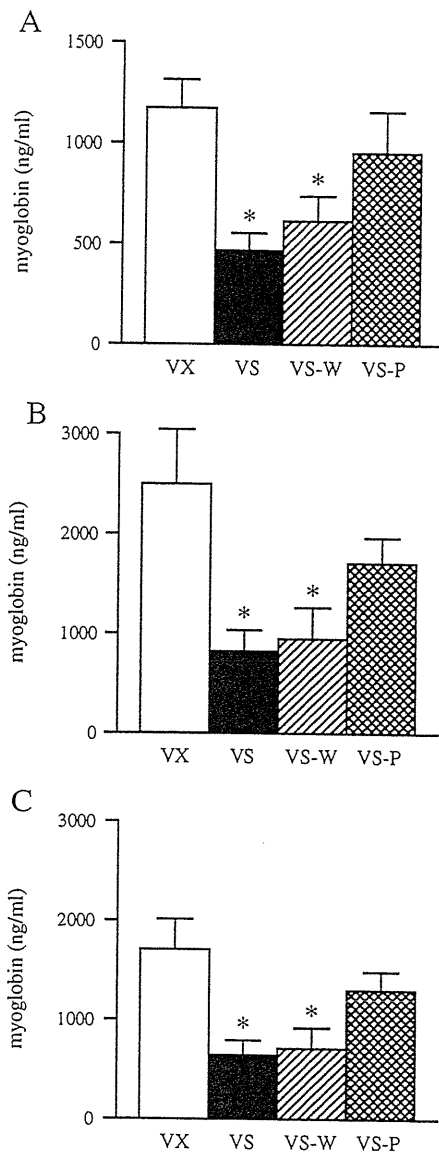 A
myoglobin (ng/ml)
1500
1000
500
0
*
*
VX VS VS-W VS-P
B
myoglobin (ng/ml)
3000
2000
1000
0
*
*
VX VS VS-W VS-P
C
myoglobin (ng/ml)
3000
2000
1000
0
* *
VX VS VS-W VS-P